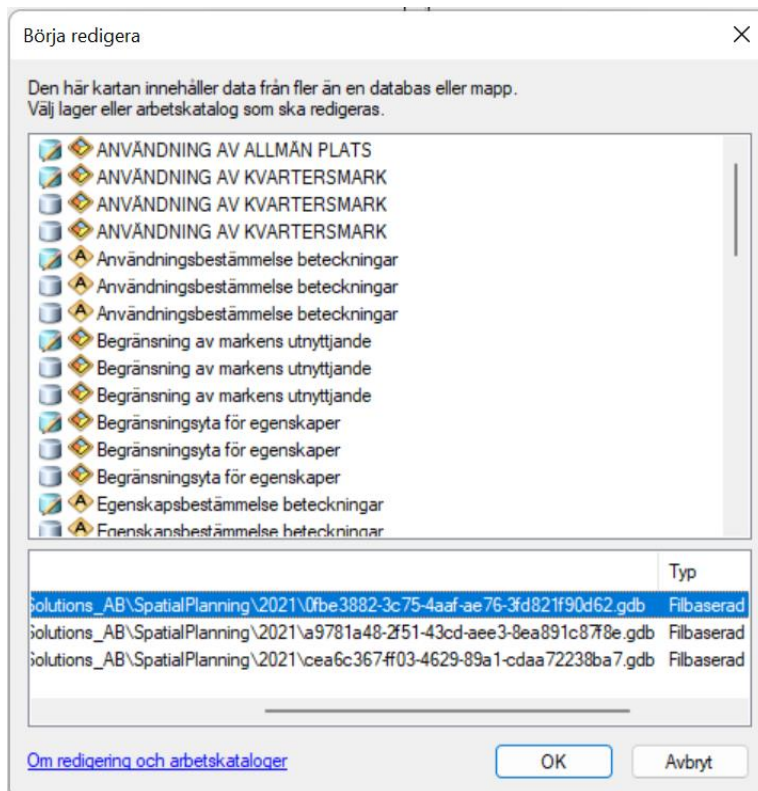 Börja redigera
Den här kartan innehåller data från fler än en databas eller mapp.
Välj lager eller arbetskatalog som ska redigeras.
ANVÄNDNING AV ALLMÄN PLATS
ANVÄNDNING AV KVARTERSMARK
ANVÄNDNING AV KVARTERSMARK
ANVÄNDNING AV KVARTERSMARK
Användningsbestämmelse beteckningar
Användningsbestämmelse beteckningar
Användningsbestämmelse beteckningar
Begränsning av markens utnyttjande
Begränsning av markens utnyttjande
Begränsning av markens utnyttjande
Begränsningsyta för egenskaper
Begränsningsyta för egenskaper
Begränsningsyta för egenskaper
Egenskapsbestämmelse beteckningar
Egenskapsbestämmelse beteckningar
Typ
Solutions_AB\SpatialPlanning\2021\0fbe3882-3c75-4aaf-ae76-3fd821f90d62.gdb Filbaserad
Solutions_AB\SpatialPlanning\2021\a9781a48-2f51-43cd-aee3-8ea891c87f8e.gdb Filbaserad
Solutions_AB\SpatialPlanning\2021\cea6c367-ff03-4629-89a1-cdaa72238ba7.gdb Filbaserad
Om redigering och arbetskataloger
OK
Avbryt